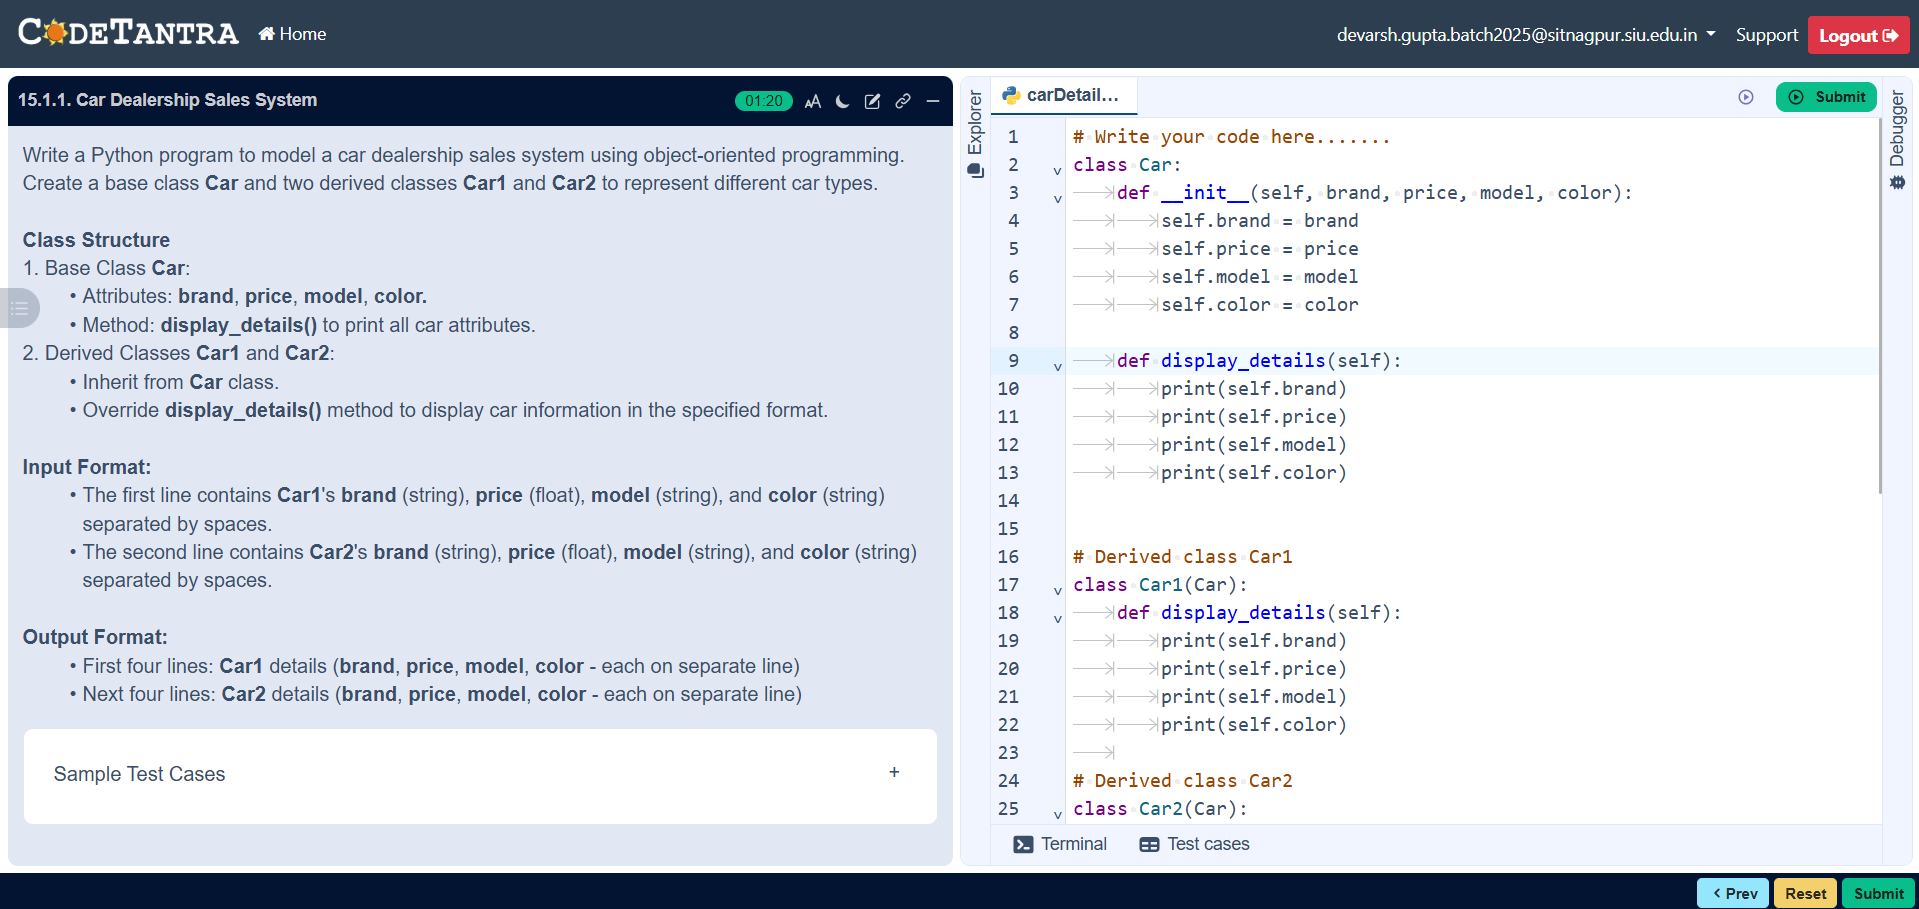 CODETANTRA Home
devarsh.gupta.batch2025@sitnagpur.siu.edu.in Support Logout
15.1.1. Car Dealership Sales System 01:20
Write a Python program to model a car dealership sales system using object-oriented programming.
Create a base class Car and two derived classes Car1 and Car2 to represent different car types.
Class Structure
1. Base Class Car:
• Attributes: brand, price, model, color.
• Method: display_details() to print all car attributes.
2. Derived Classes Car1 and Car2:
• Inherit from Car class.
• Override display_details() method to display car information in the specified format.
Input Format:
• The first line contains Car1's brand (string), price (float), model (string), and color (string)
separated by spaces.
• The second line contains Car2's brand (string), price (float), model (string), and color (string)
separated by spaces.
Output Format:
• First four lines: Car1 details (brand, price, model, color - each on separate line)
• Next four lines: Car2 details (brand, price, model, color - each on separate line)
Sample Test Cases +
Explorer
carDetail...
Submit
Debugger
1 # Write your code here.......
2 class Car:
3 def __init__(self, brand, price, model, color):
4 self.brand = brand
5 self.price = price
6 self.model = model
7 self.color = color
8
9 def display_details(self):
10 print(self.brand)
11 print(self.price)
12 print(self.model)
13 print(self.color)
14
15
16 # Derived class Car1
17 class Car1(Car):
18 def display_details(self):
19 print(self.brand)
20 print(self.price)
21 print(self.model)
22 print(self.color)
23
24 # Derived class Car2
25 class Car2(Car):
Terminal Test cases
< Prev Reset Submit